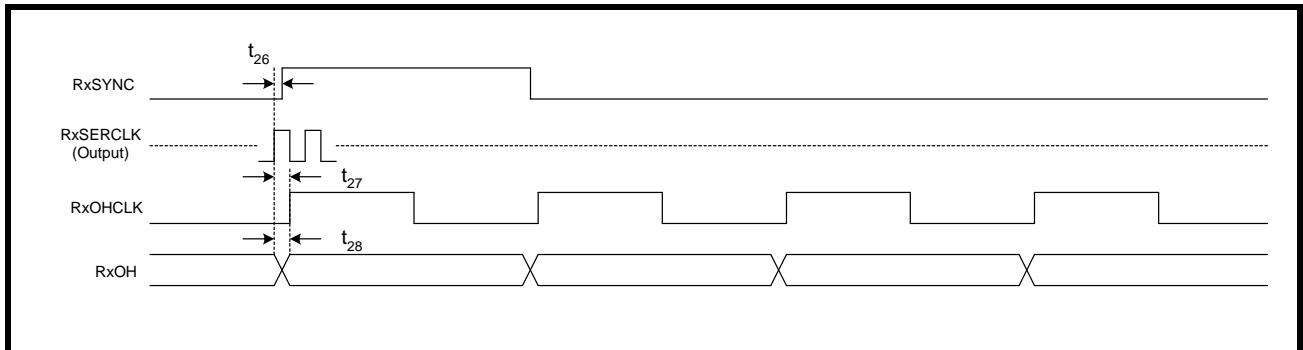 t26
RxSYNC
RxSERCLK
(Output)
t27
RxOHCLK
t28
RxOH